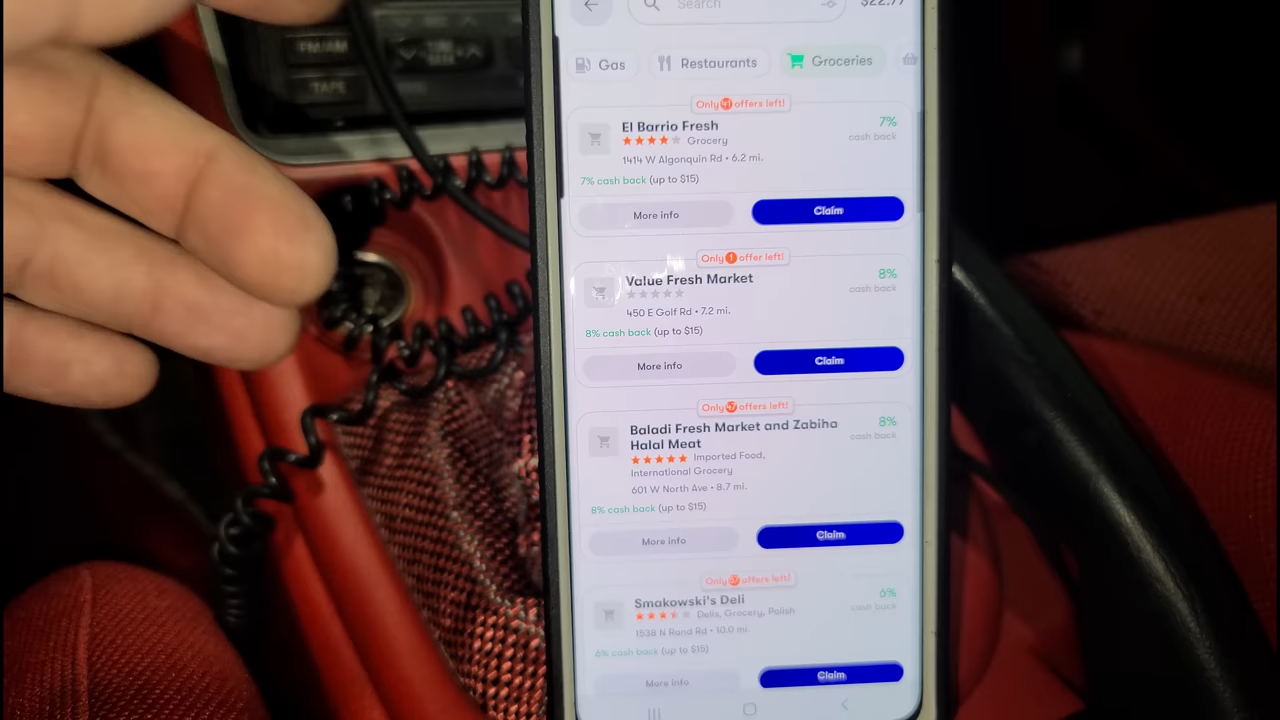 FM/AM
TAPE
Search
Gas
Restaurants
Groceries
Only 41 offers left!
El Barrio Fresh
7%
Grocery
cash back
1414 W Algonquin Rd • 6.2 mi.
7% cash back (up to $15)
More info
Claim
Only 1 offer left!
Value Fresh Market
8%
cash back
450 E Golf Rd • 7.2 mi.
8% cash back (up to $15)
More info
Claim
Only 47 offers left!
Baladi Fresh Market and Zabiha
Halal Meat
8%
cash back
Imported Food,
International Grocery
601 W North Ave • 8.7 mi.
8% cash back (up to $15)
More info
Claim
Only offers left!
Smakowski's Deli
6%
cash back
Delis, Grocery, Polish
1538 N Rand Rd • 10.0 mi.
6% cash back (up to $15)
More info
Claim